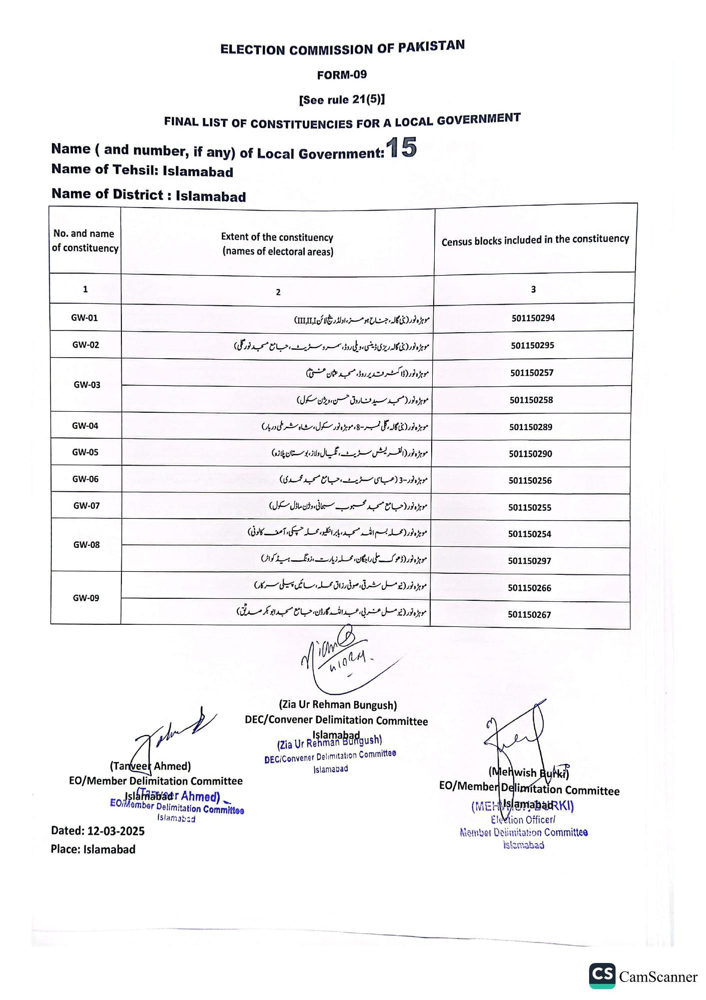 ELECTION COMMISSION OF PAKISTAN
FORM-09
[See rule 21(5)]
FINAL LIST OF CONSTITUENCIES FOR A LOCAL GOVERNMENT
Name ( and number, if any) of Local Government: 15
Name of Tehsil: Islamabad
Name of District : Islamabad
No. and name of constituency
Extent of the constituency (names of electoral areas)
Census blocks included in the constituency
1 2 3
GW-01 موہڑہ نور(بنی گالہ، جناح ہومز، اولڈ رینج لائن III,II,I) 501150294
GW-02 موہڑہ نور(بنی گالہ ریزی ڈینسی، ویلی روڈ، سمرو سٹریٹ، جامع مسجد نور گلی) 501150295
GW-03 موہڑہ نور(ڈاکٹر قدیر روڈ، مسجد عثمان غنیؓ) 501150257
موہڑہ نور(مسجد سید فاروق حسن، ویژن سکول) 501150258
GW-04 موہڑہ نور(بنی گالہ، گلی نمبر-8، موہڑہ نور سکول، شاہ شرطی دربار) 501150289
GW-05 موہڑہ نور(القریش سٹریٹ، نگیال ولاز، بوستان پلازہ) 501150290
GW-06 موہڑہ نور-3 (عباسی سٹریٹ، جامع مسجد محمدی) 501150256
GW-07 موہڑہ نور(جامع مسجد محبوب سبحانی، وژن ماڈل سکول) 501150255
GW-08 موہڑہ نور(محلہ بسم اللہ مسجد، بابر انکلیو، محلہ چکی، آصف کالونی) 501150254
موہڑہ نور(ڈھوک ملی راجگان، محلہ زیارت، زونگ ہیڈ کواٹر) 501150297
GW-09 موہڑہ نور(نیو مل شرقی، صوفی رزاق محلہ، سائیں پیلی سرکار) 501150266
موہڑہ نور(نیو مل غربی، عبداللہ گارڈن، جامع مسجد ابو بکر صدیقؓ) 501150267
(Zia Ur Rehman Bungush)
DEC/Convener Delimitation Committee
Islamabad
(Zia Ur Rehman Bungush)
DEC/Convener Delimitation Committee
Islamabad
(Tanveer Ahmed)
EO/Member Delimitation Committee
Islamabad
(Tanveer Ahmed)
EO/Member Delimitation Committee
Islamabad
(Mehwish Burki)
EO/Member Delimitation Committee
Islamabad
(MEHWISH BURKI)
Election Officer/
Member Delimitation Committee
Islamabad
Dated: 12-03-2025
Place: Islamabad
CS CamScanner